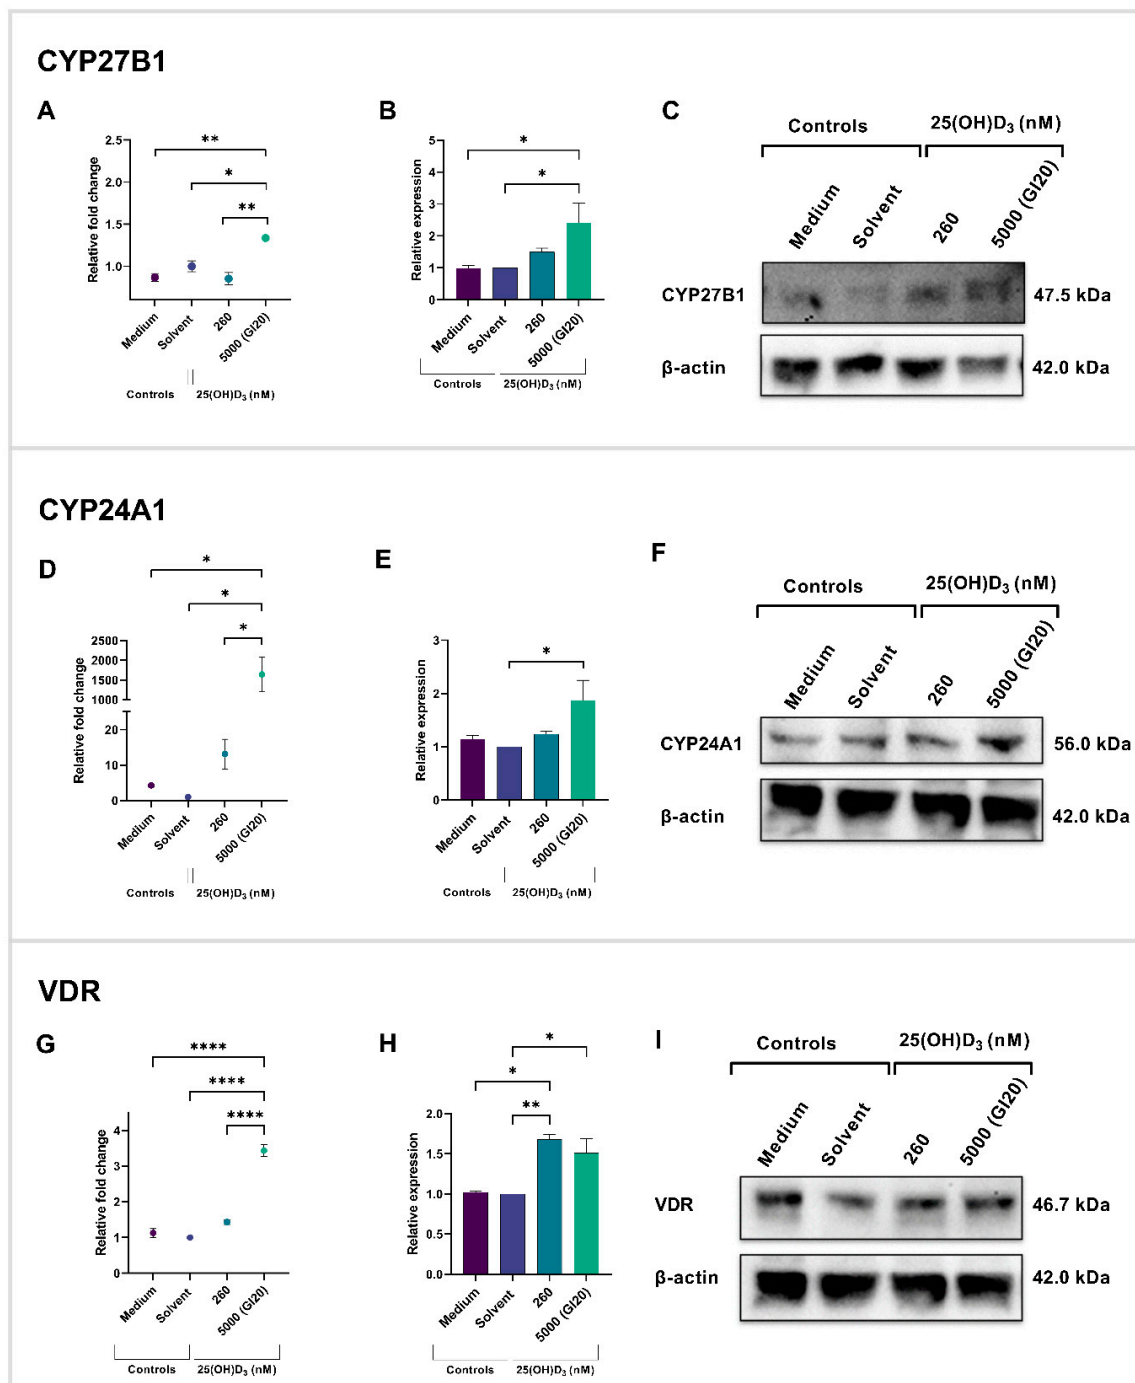 CYP27B1
A
Relative fold change
2.5
2.0
1.5
1.0
**
*
**
Medium
Solvent
260
5000 (GI20)
Controls
25(OH)D₃ (nM)
B
Relative expression
5
4
3
2
1
0
*
*
Medium
Solvent
260
5000 (GI20)
Controls
25(OH)D₃ (nM)
C
Controls
25(OH)D₃ (nM)
Medium
Solvent
260
5000 (GI20)
CYP27B1
47.5 kDa
β-actin
42.0 kDa
CYP24A1
D
Relative fold change
2500
2000
1500
1000
20
10
0
*
*
*
Medium
Solvent
260
5000 (GI20)
Controls
25(OH)D₃ (nM)
E
Relative expression
3
2
1
0
*
Medium
Solvent
260
5000 (GI20)
Controls
25(OH)D₃ (nM)
F
Controls
25(OH)D₃ (nM)
Medium
Solvent
260
5000 (GI20)
CYP24A1
56.0 kDa
β-actin
42.0 kDa
VDR
G
Relative fold change
4
3
2
1
0
****
****
****
Medium
Solvent
260
5000 (GI20)
Controls
25(OH)D₃ (nM)
H
Relative expression
2.0
1.5
1.0
0.5
0.0
*
*
**
Medium
Solvent
260
5000 (GI20)
Controls
25(OH)D₃ (nM)
I
Controls
25(OH)D₃ (nM)
Medium
Solvent
260
5000 (GI20)
VDR
46.7 kDa
β-actin
42.0 kDa